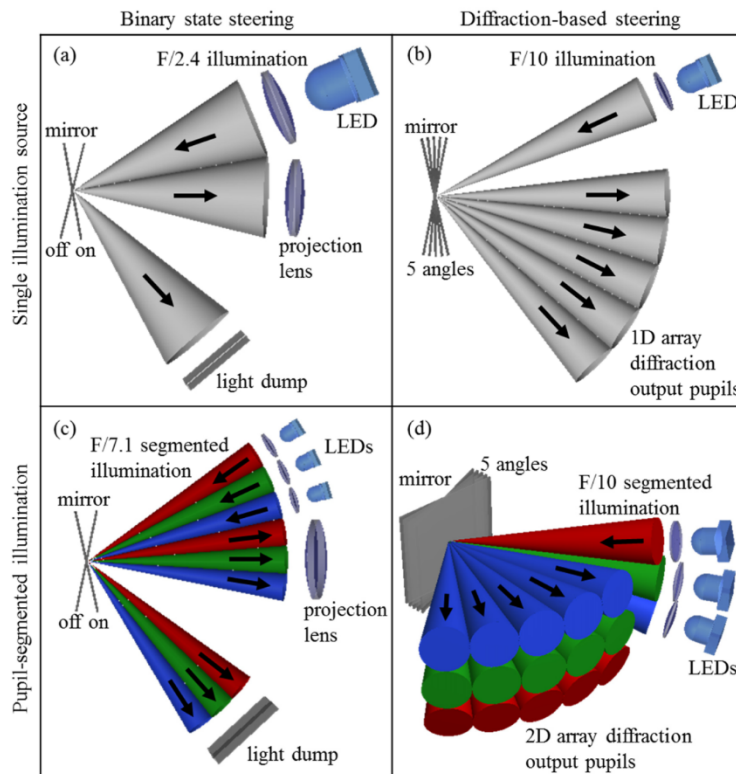 Binary state steering
Diffraction-based steering
Single illumination source
Pupil-segmented illumination
(a)
F/2.4 illumination
LED
mirror
off on
projection
lens
light dump
(b)
F/10 illumination
LED
mirror
5 angles
1D array
diffraction
output pupils
(c)
F/7.1 segmented
illumination
LEDs
mirror
off on
projection
lens
light dump
(d)
5 angles
mirror
F/10 segmented
illumination
LEDs
2D array diffraction
output pupils